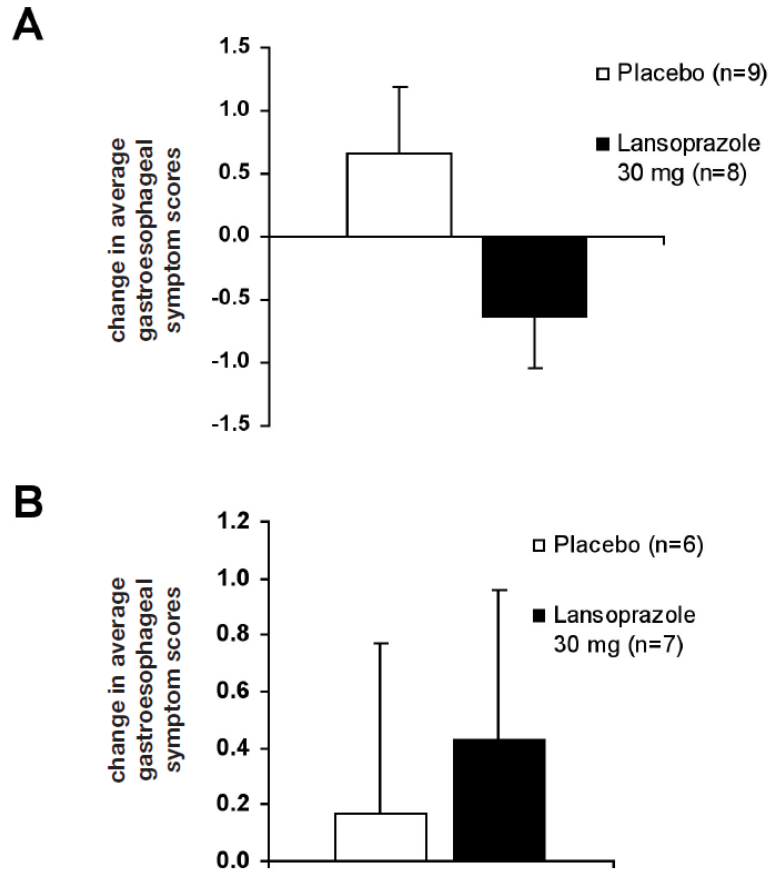 A
change in average
gastroesophageal
symptom scores
1.5
1.0
0.5
0.0
-0.5
-1.0
-1.5
Placebo (n=9)
Lansoprazole
30 mg (n=8)
B
change in average
gastroesophageal
symptom scores
1.2
1.0
0.8
0.6
0.4
0.2
0.0
Placebo (n=6)
Lansoprazole
30 mg (n=7)